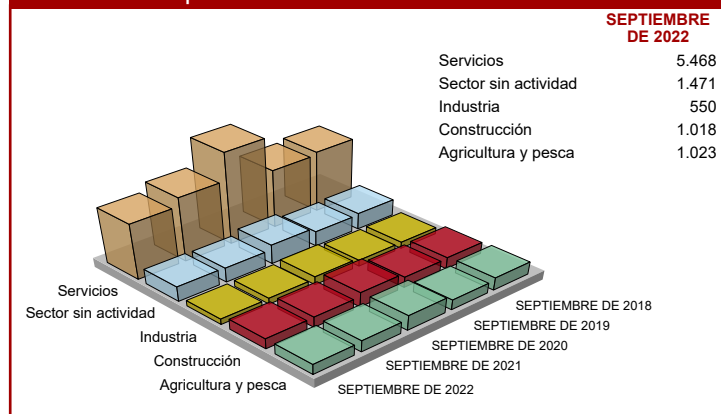 SEPTIEMBRE
DE 2022
Servicios 5.468
Sector sin actividad 1.471
Industria 550
Construcción 1.018
Agricultura y pesca 1.023
Servicios
Sector sin actividad
Industria
Construcción
Agricultura y pesca
SEPTIEMBRE DE 2018
SEPTIEMBRE DE 2019
SEPTIEMBRE DE 2020
SEPTIEMBRE DE 2021
SEPTIEMBRE DE 2022